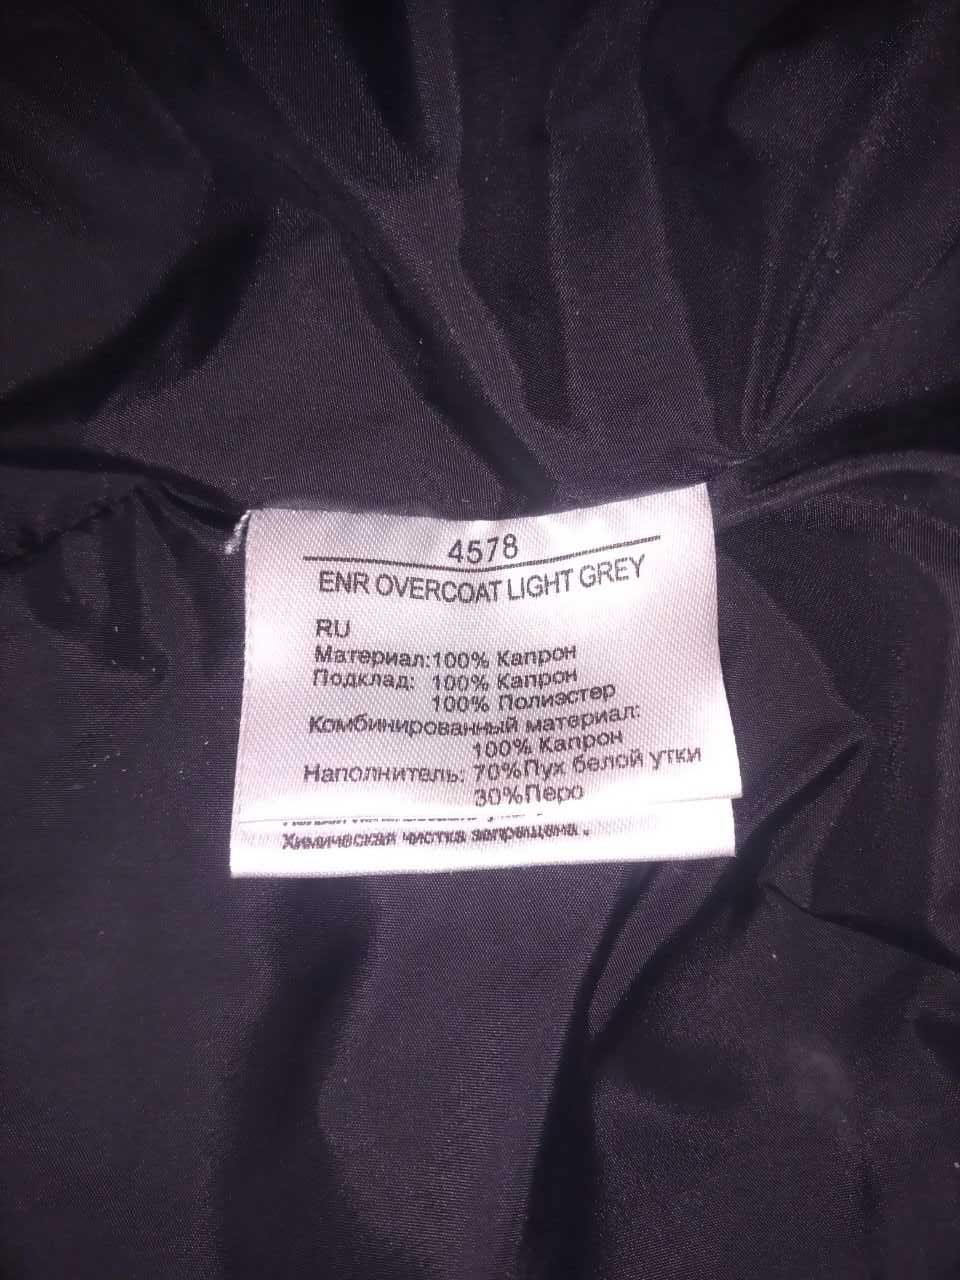 4578
ENR OVERCOAT LIGHT GREY
RU
Материал:100% Капрон
Подклад: 100% Капрон
100% Полиэстер
Комбинированный материал:
100% Капрон
Наполнитель: 70%Пух белой утки
30%Перо
Химическая чистка запрещена .